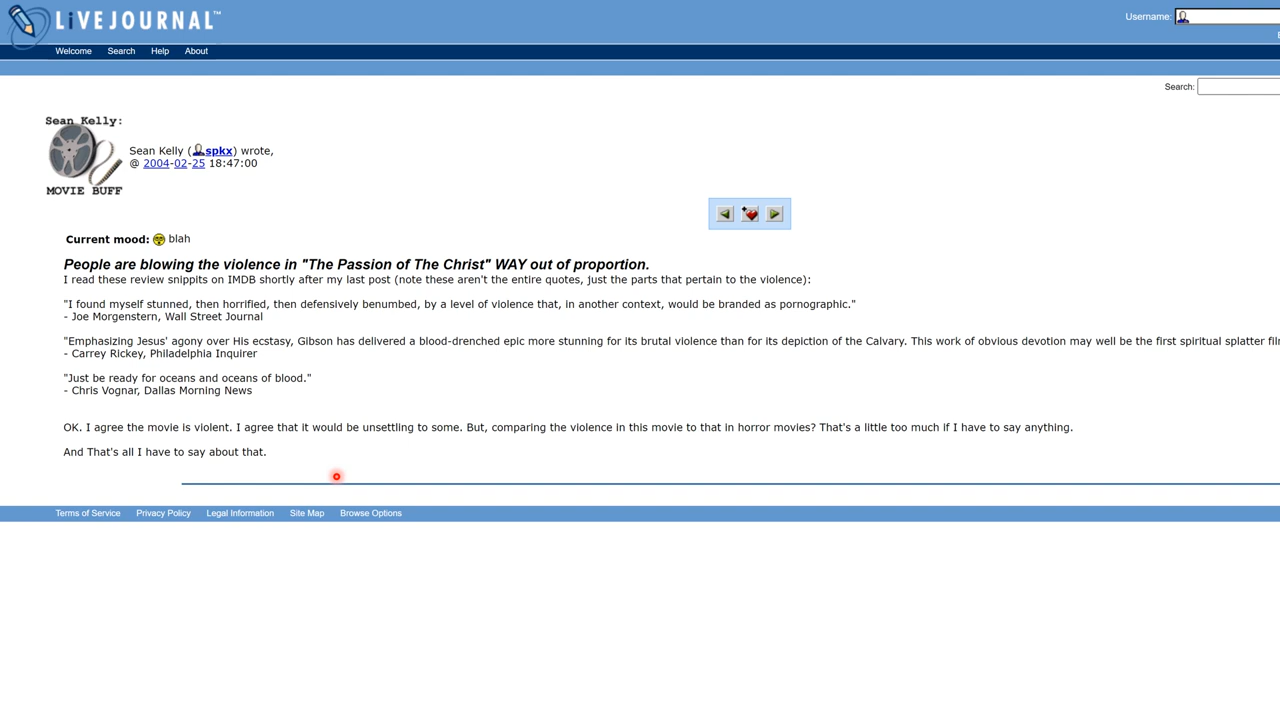 LIVEJOURNAL™
Username:
Welcome Search Help About
Search:
Sean Kelly:
MOVIE BUFF
Sean Kelly (spkx) wrote,
@ 2004-02-25 18:47:00
Current mood: blah
People are blowing the violence in "The Passion of The Christ" WAY out of proportion.
I read these review snippits on IMDB shortly after my last post (note these aren't the entire quotes, just the parts that pertain to the violence):
"I found myself stunned, then horrified, then defensively benumbed, by a level of violence that, in another context, would be branded as pornographic."
- Joe Morgenstern, Wall Street Journal
"Emphasizing Jesus' agony over His ecstasy, Gibson has delivered a blood-drenched epic more stunning for its brutal violence than for its depiction of the Calvary. This work of obvious devotion may well be the first spiritual splatter
- Carrey Rickey, Philadelphia Inquirer
"Just be ready for oceans and oceans of blood."
- Chris Vognar, Dallas Morning News
OK. I agree the movie is violent. I agree that it would be unsettling to some. But, comparing the violence in this movie to that in horror movies? That's a little too much if I have to say anything.
And That's all I have to say about that.
Terms of Service Privacy Policy Legal Information Site Map Browse Options